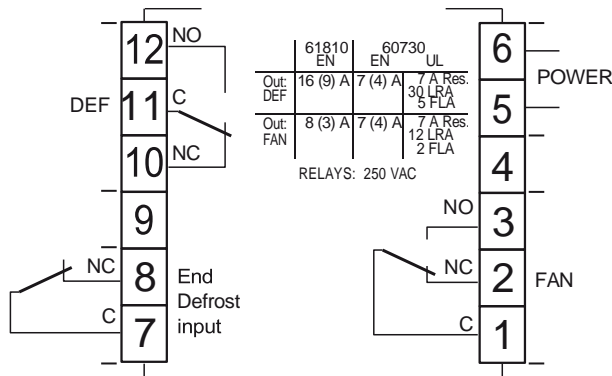 12 NO
DEF 11 C
10 NC
9
8 NC
7 C
End
Defrost
input
61810 60730
EN EN UL
Out: DEF 16 (9) A 7 (4) A 7 A Res. 30 LRA 5 FLA
Out: FAN 8 (3) A 7 (4) A 7 A Res. 12 LRA 2 FLA
RELAYS: 250 VAC
6
POWER
5
4
NO 3
NC 2 FAN
C 1